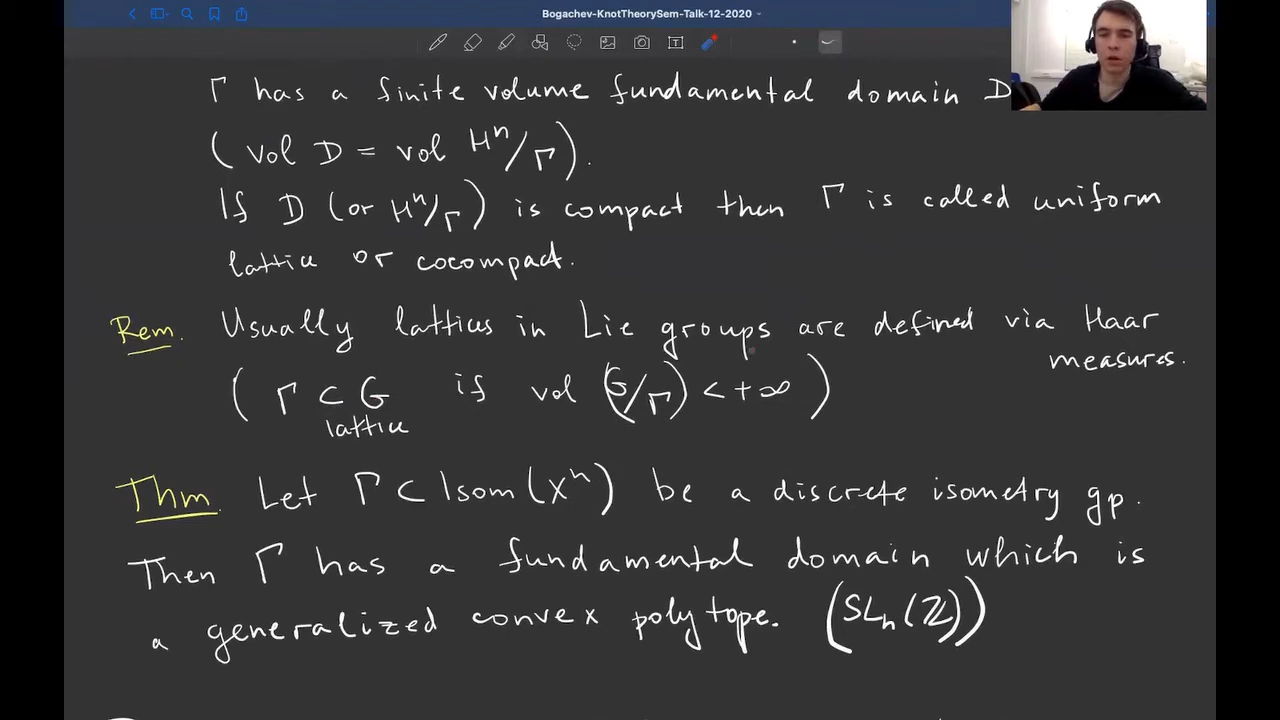 Bogachev-KnotTheorySem-Talk-12-2020
Γ has a finite volume fundamental domain D
(vol D = vol Hⁿ/Γ).
If D (or Hⁿ/Γ) is compact then Γ is called uniform
lattice or cocompact.
Rem. Usually lattices in Lie groups are defined via Haar
measures.
(Γ ⊂ G if vol (G/Γ) < +∞)
lattice
Thm. Let Γ ⊂ Isom(Xⁿ) be a discrete isometry gp.
Then Γ has a fundamental domain which is
a generalized convex polytope. (SLₙ(ℤ))